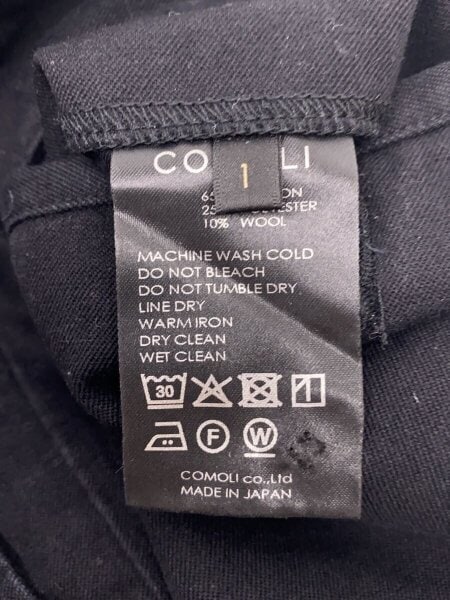 CO LI
1
10% WOOL
MACHINE WASH COLD
DO NOT BLEACH
DO NOT TUMBLE DRY
LINE DRY
WARM IRON
DRY CLEAN
WET CLEAN
30
F W
COMOLI co.,Ltd
MADE IN JAPAN